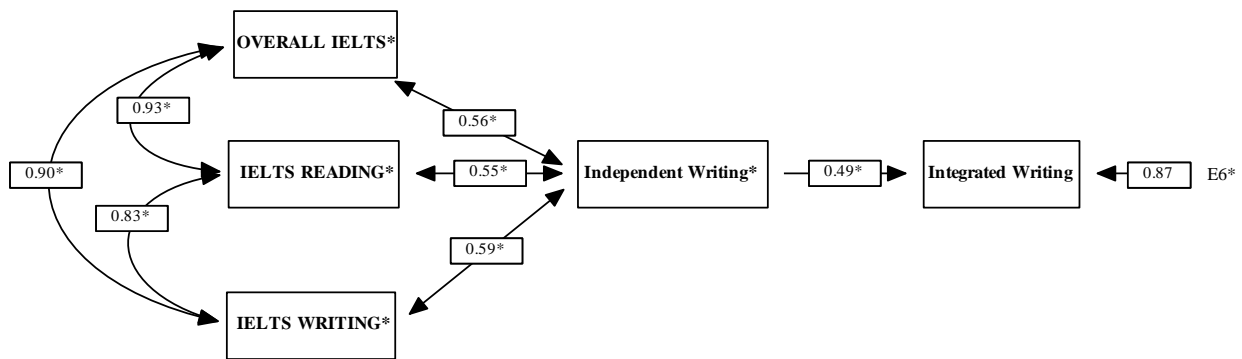 OVERALL IELTS*
0.93*
0.56*
0.90*
IELTS READING*
0.55*
Independent Writing*
0.49*
Integrated Writing
0.87
E6*
0.83*
0.59*
IELTS WRITING*